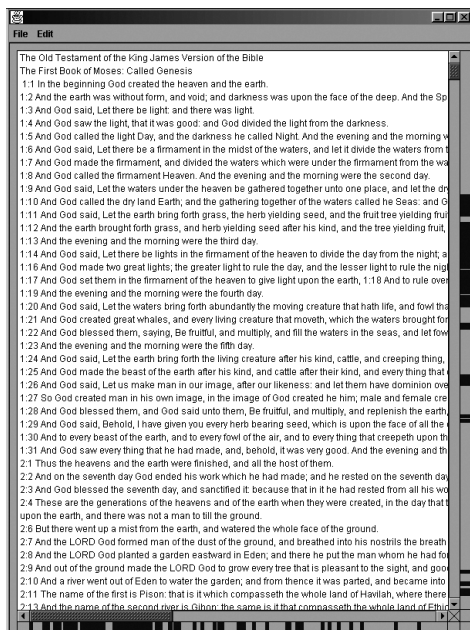 File Edit
The Old Testament of the King James Version of the Bible
The First Book of Moses: Called Genesis
1:1 In the beginning God created the heaven and the earth.
1:2 And the earth was without form, and void; and darkness was upon the face of the deep. And the Sp
1:3 And God said, Let there be light: and there was light.
1:4 And God saw the light, that it was good: and God divided the light from the darkness.
1:5 And God called the light Day, and the darkness he called Night. And the evening and the morning w
1:6 And God said, Let there be a firmament in the midst of the waters, and let it divide the waters from t
1:7 And God made the firmament, and divided the waters which were under the firmament from the wa
1:8 And God called the firmament Heaven. And the evening and the morning were the second day.
1:9 And God said, Let the waters under the heaven be gathered together unto one place, and let the dry
1:10 And God called the dry land Earth; and the gathering together of the waters called he Seas: and G
1:11 And God said, Let the earth bring forth grass, the herb yielding seed, and the fruit tree yielding frui
1:12 And the earth brought forth grass, and herb yielding seed after his kind, and the tree yielding fruit,
1:13 And the evening and the morning were the third day.
1:14 And God said, Let there be lights in the firmament of the heaven to divide the day from the night; a
1:16 And God made two great lights; the greater light to rule the day, and the lesser light to rule the nigh
1:17 And God set them in the firmament of the heaven to give light upon the earth, 1:18 And to rule over
1:19 And the evening and the morning were the fourth day.
1:20 And God said, Let the waters bring forth abundantly the moving creature that hath life, and fowl tha
1:21 And God created great whales, and every living creature that moveth, which the waters brought for
1:22 And God blessed them, saying, Be fruitful, and multiply, and fill the waters in the seas, and let fow
1:23 And the evening and the morning were the fifth day.
1:24 And God said, Let the earth bring forth the living creature after his kind, cattle, and creeping thing,
1:25 And God made the beast of the earth after his kind, and cattle after their kind, and every thing that c
1:26 And God said, Let us make man in our image, after our likeness: and let them have dominion ove
1:27 So God created man in his own image, in the image of God created he him; male and female cre
1:28 And God blessed them, and God said unto them, Be fruitful, and multiply, and replenish the earth,
1:29 And God said, Behold, I have given you every herb bearing seed, which is upon the face of all the e
1:30 And to every beast of the earth, and to every fowl of the air, and to every thing that creepeth upon th
1:31 And God saw every thing that he had made, and, behold, it was very good. And the evening and th
2:1 Thus the heavens and the earth were finished, and all the host of them.
2:2 And on the seventh day God ended his work which he had made; and he rested on the seventh day
2:3 And God blessed the seventh day, and sanctified it: because that in it he had rested from all his wo
2:4 These are the generations of the heavens and of the earth when they were created, in the day that t
upon the earth, and there was not a man to till the ground.
2:6 But there went up a mist from the earth, and watered the whole face of the ground.
2:7 And the LORD God formed man of the dust of the ground, and breathed into his nostrils the breath
2:8 And the LORD God planted a garden eastward in Eden; and there he put the man whom he had for
2:9 And out of the ground made the LORD God to grow every tree that is pleasant to the sight, and good
2:10 And a river went out of Eden to water the garden; and from thence it was parted, and became into
2:11 The name of the first is Pison: that is it which compasseth the whole land of Havilah, where there
2:13 And the name of the second river is Gihon: the same is it that compasseth the whole land of Ethio